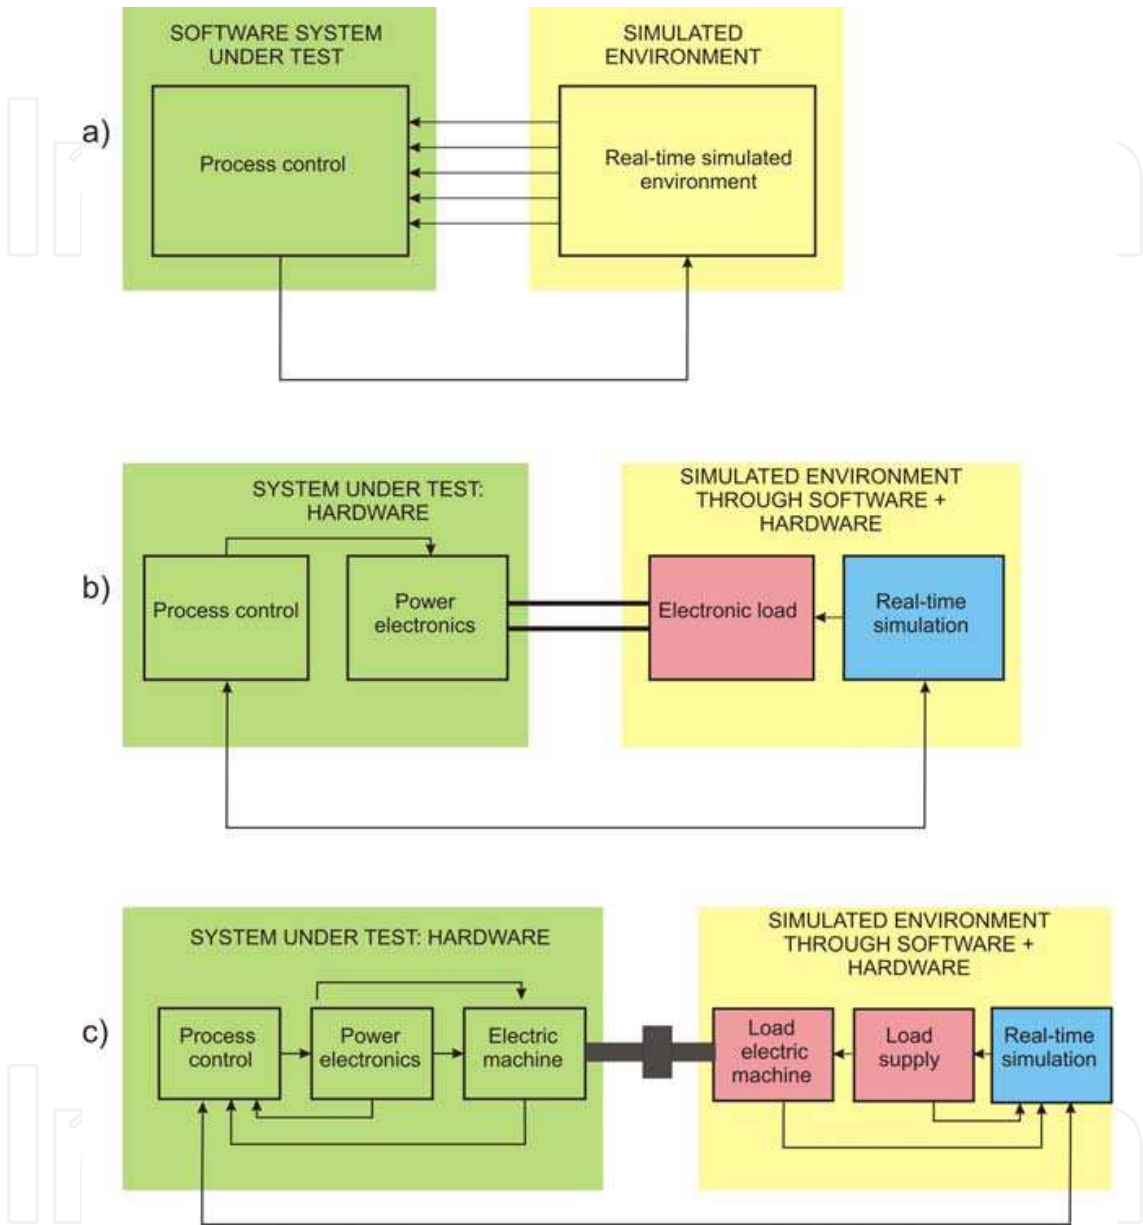 SOFTWARE SYSTEM
UNDER TEST
SIMULATED
ENVIRONMENT
a)
Process control
Real-time simulated
environment
SYSTEM UNDER TEST:
HARDWARE
SIMULATED ENVIRONMENT
THROUGH SOFTWARE +
HARDWARE
b)
Process control
Power
electronics
Electronic load
Real-time
simulation
SYSTEM UNDER TEST: HARDWARE
SIMULATED ENVIRONMENT
THROUGH SOFTWARE +
HARDWARE
c)
Process
control
Power
electronics
Electric
machine
Load
electric
machine
Load
supply
Real-time
simulation